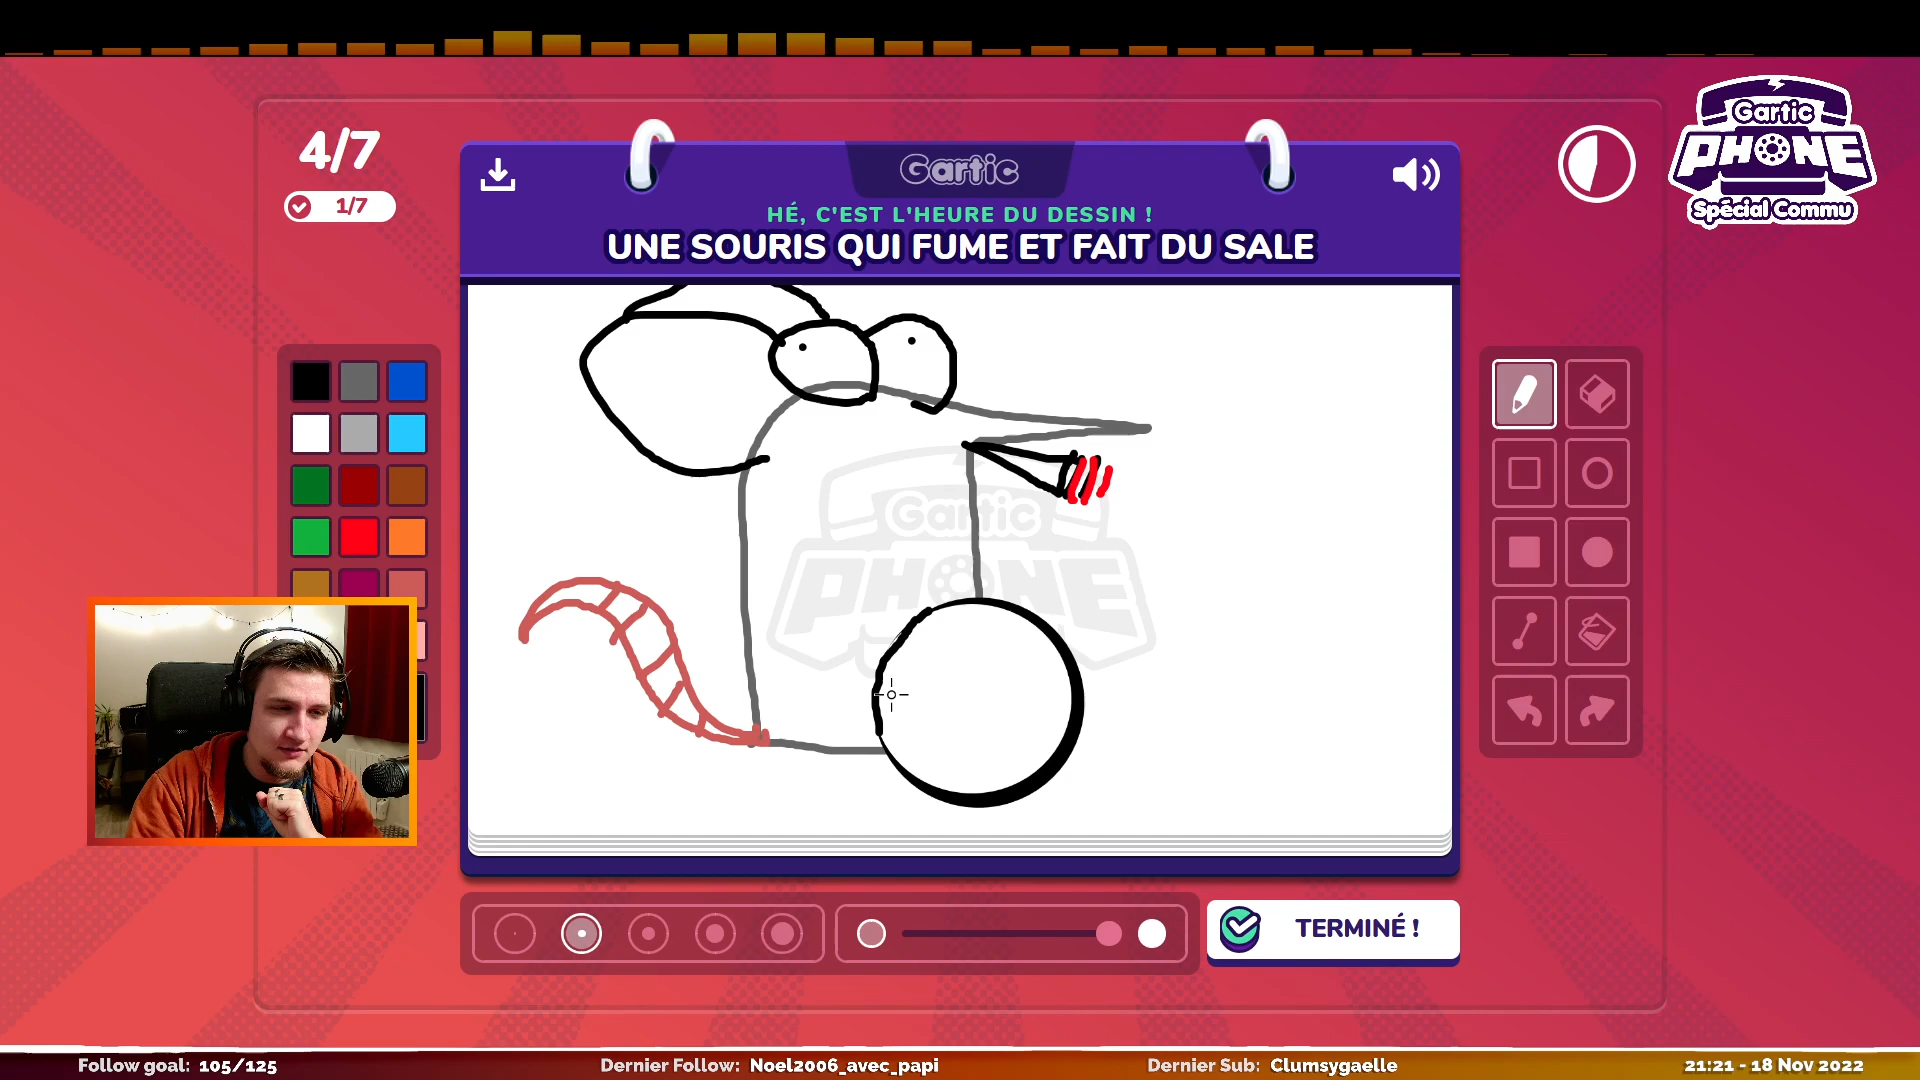 4/7
1/7
Gartic
HÉ, C'EST L'HEURE DU DESSIN !
UNE SOURIS QUI FUME ET FAIT DU SALE
Gartic
PHONE
Spécial Commu
Gartic
PHONE
TERMINÉ !
Follow goal: 105/125
Dernier Follow: Noel2006_avec_papi
Dernier Sub: Clumsygaelle
21:21 - 18 Nov 2022